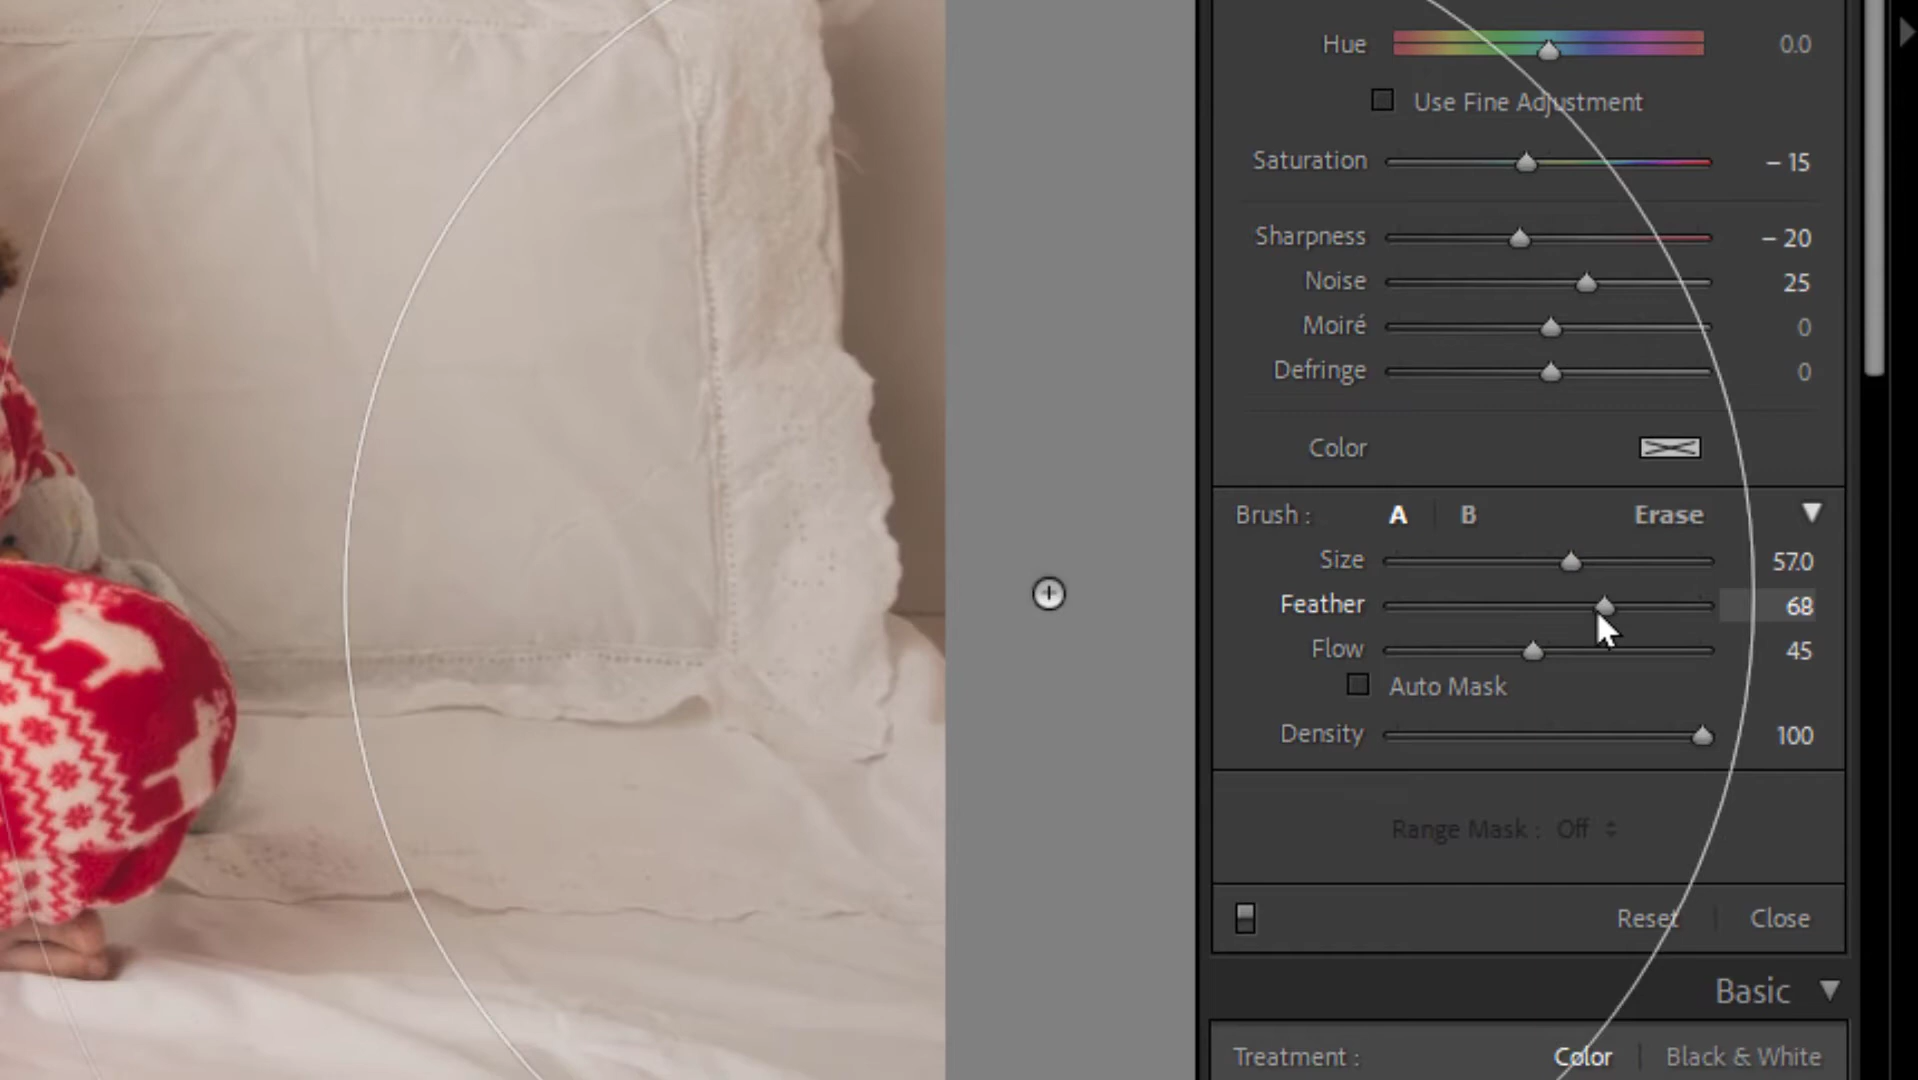 Hue 0.0
Use Fine Adjustment
Saturation – 15
Sharpness – 20
Noise 25
Moiré 0
Defringe 0
Color
Brush : A B Erase
Size 57.0
Feather 68
Flow 45
Auto Mask
Density 100
Range Mask : Off
Reset Close
Basic
Treatment : Color Black & White